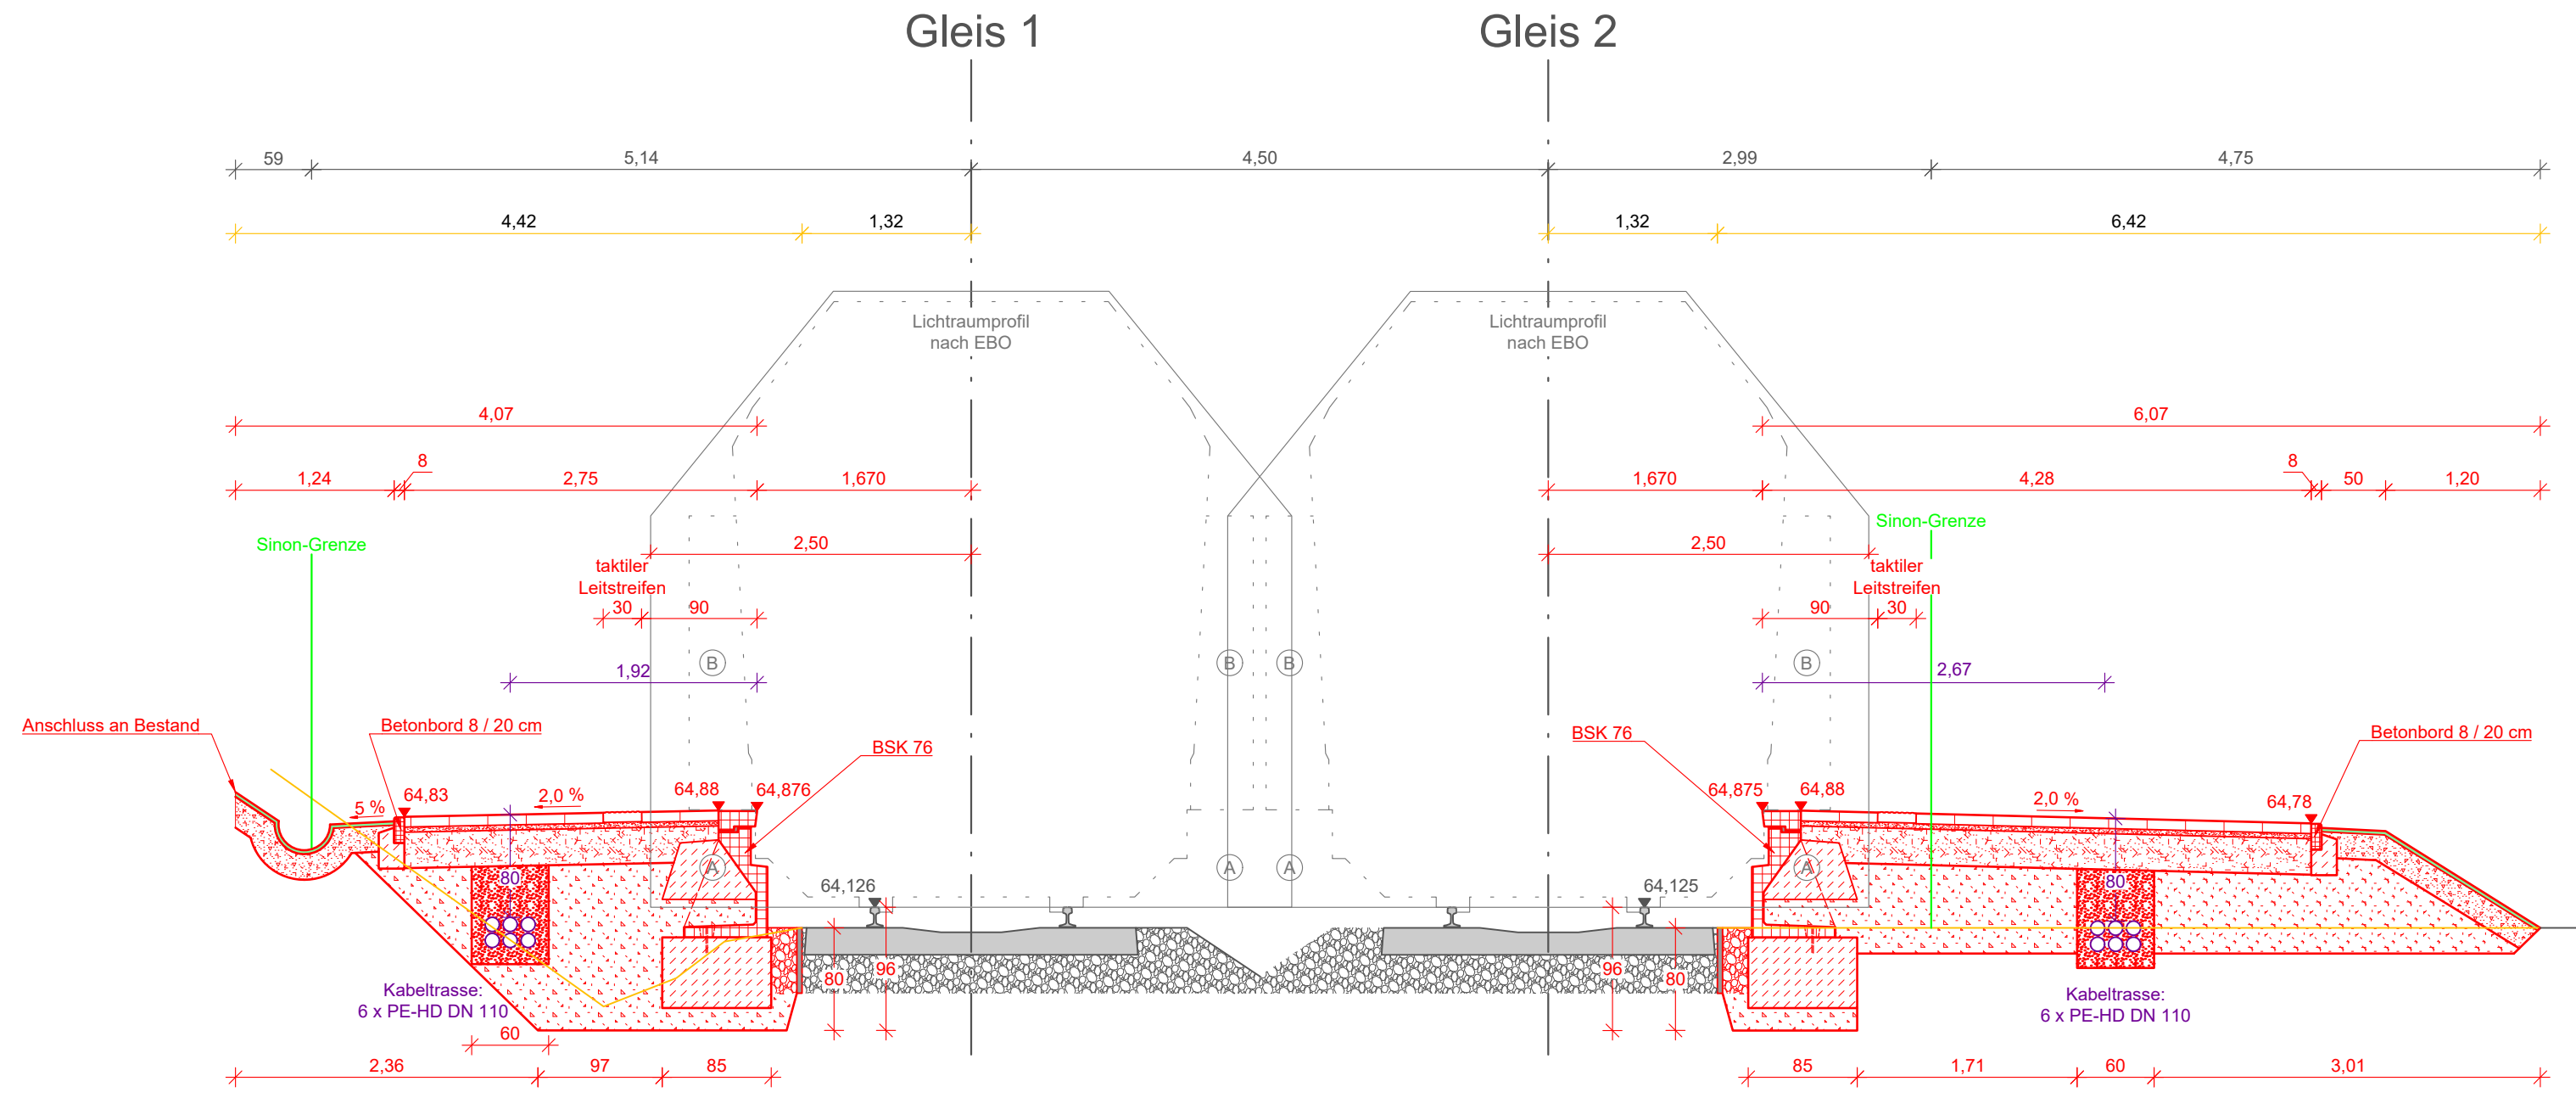 Gleis 1
Gleis 2
59
5,14
4,50
2,99
4,75
4,42
1,32
1,32
6,42
Lichtraumprofil
nach EBO
Lichtraumprofil
nach EBO
4,07
6,07
1,24
8
2,75
1,670
1,670
4,28
8
50
1,20
Sinon-Grenze
Sinon-Grenze
2,50
2,50
taktiler
Leitstreifen
taktiler
Leitstreifen
30
90
90
30
B
B
B
B
1,92
2,67
Anschluss an Bestand
Betonbord 8 / 20 cm
BSK 76
BSK 76
Betonbord 8 / 20 cm
5 %
64,83
2,0 %
64,88
64,876
64,875
64,88
2,0 %
64,78
A
A
A
A
80
64,126
64,125
80
80
96
96
80
Kabeltrasse:
6 x PE-HD DN 110
Kabeltrasse:
6 x PE-HD DN 110
60
2,36
97
85
85
1,71
60
3,01